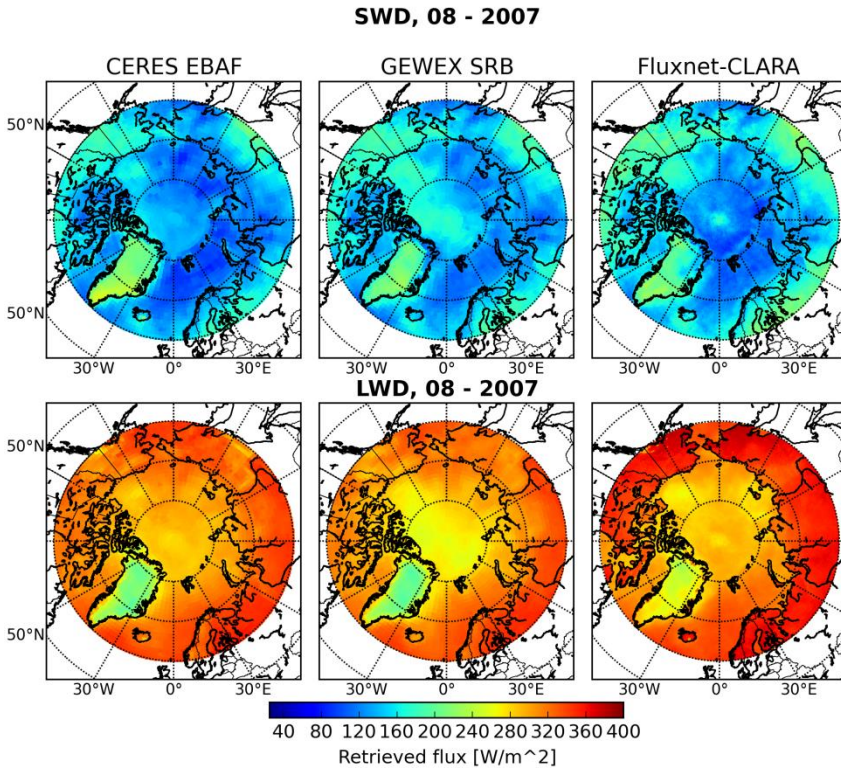 SWD, 08 - 2007
CERES EBAF GEWEX SRB Fluxnet-CLARA
50°N
50°N
30°W 0° 30°E 30°W 0° 30°E 30°W 0° 30°E
LWD, 08 - 2007
50°N
50°N
30°W 0° 30°E 30°W 0° 30°E 30°W 0° 30°E
40 80 120 160 200 240 280 320 360 400
Retrieved flux [W/m^2]